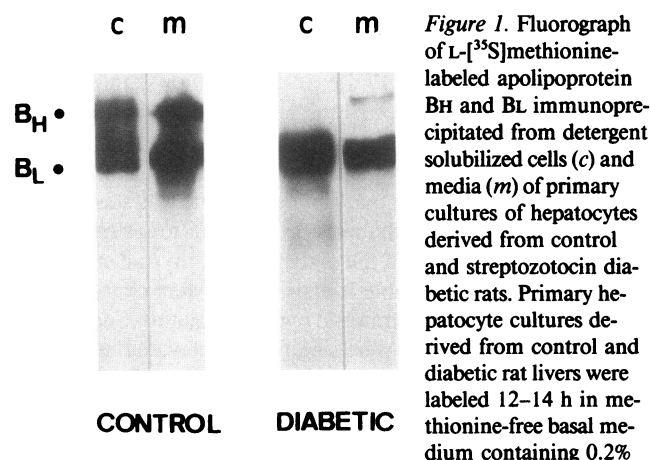 c m c m
B_H •
B_L •
CONTROL DIABETIC
Figure 1. Fluorograph
of L-[³⁵S]methionine-
labeled apolipoprotein
BH and BL immunopre-
cipitated from detergent
solubilized cells (c) and
media (m) of primary
cultures of hepatocytes
derived from control
and streptozotocin dia-
betic rats. Primary he-
patocyte cultures de-
rived from control and
diabetic rat livers were
labeled 12–14 h in me-
thionine-free basal me-
dium containing 0.2%